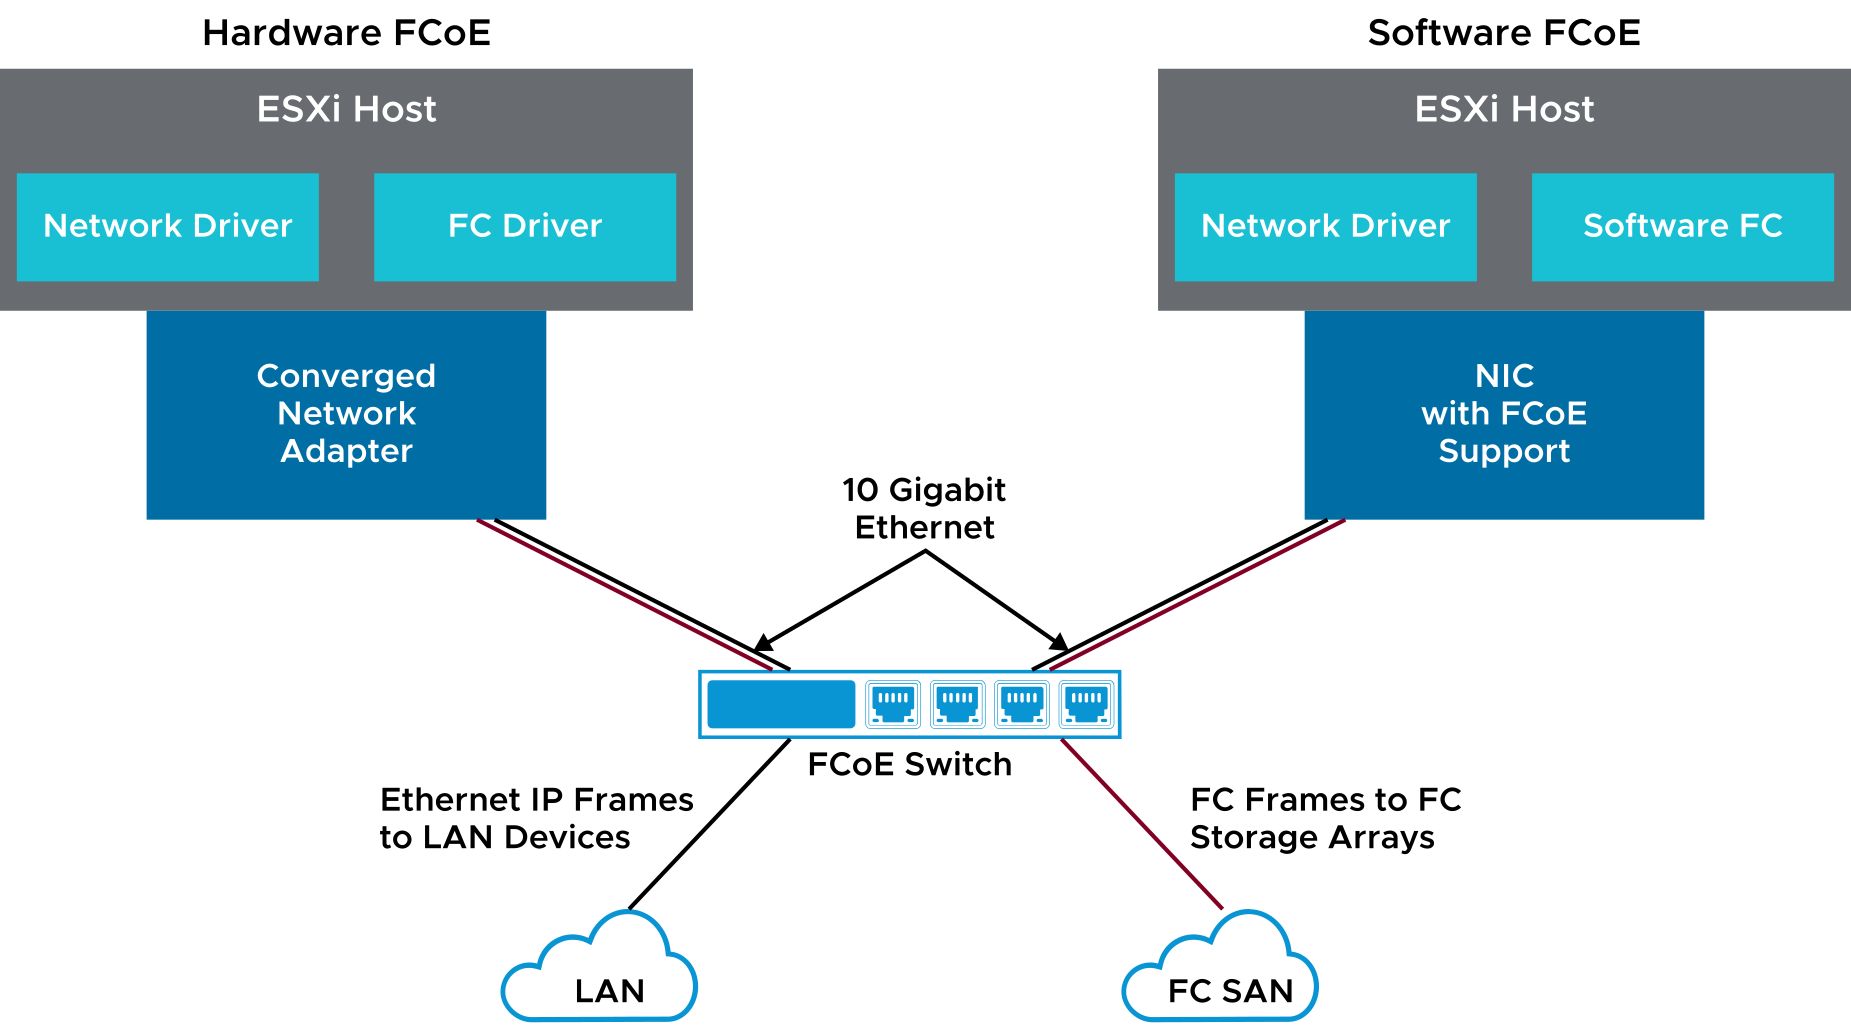 Hardware FCoE
Software FCoE
ESXi Host
ESXi Host
Network Driver
FC Driver
Network Driver
Software FC
Converged
Network
Adapter
NIC
with FCoE
Support
10 Gigabit
Ethernet
FCoE Switch
Ethernet IP Frames
to LAN Devices
FC Frames to FC
Storage Arrays
LAN
FC SAN